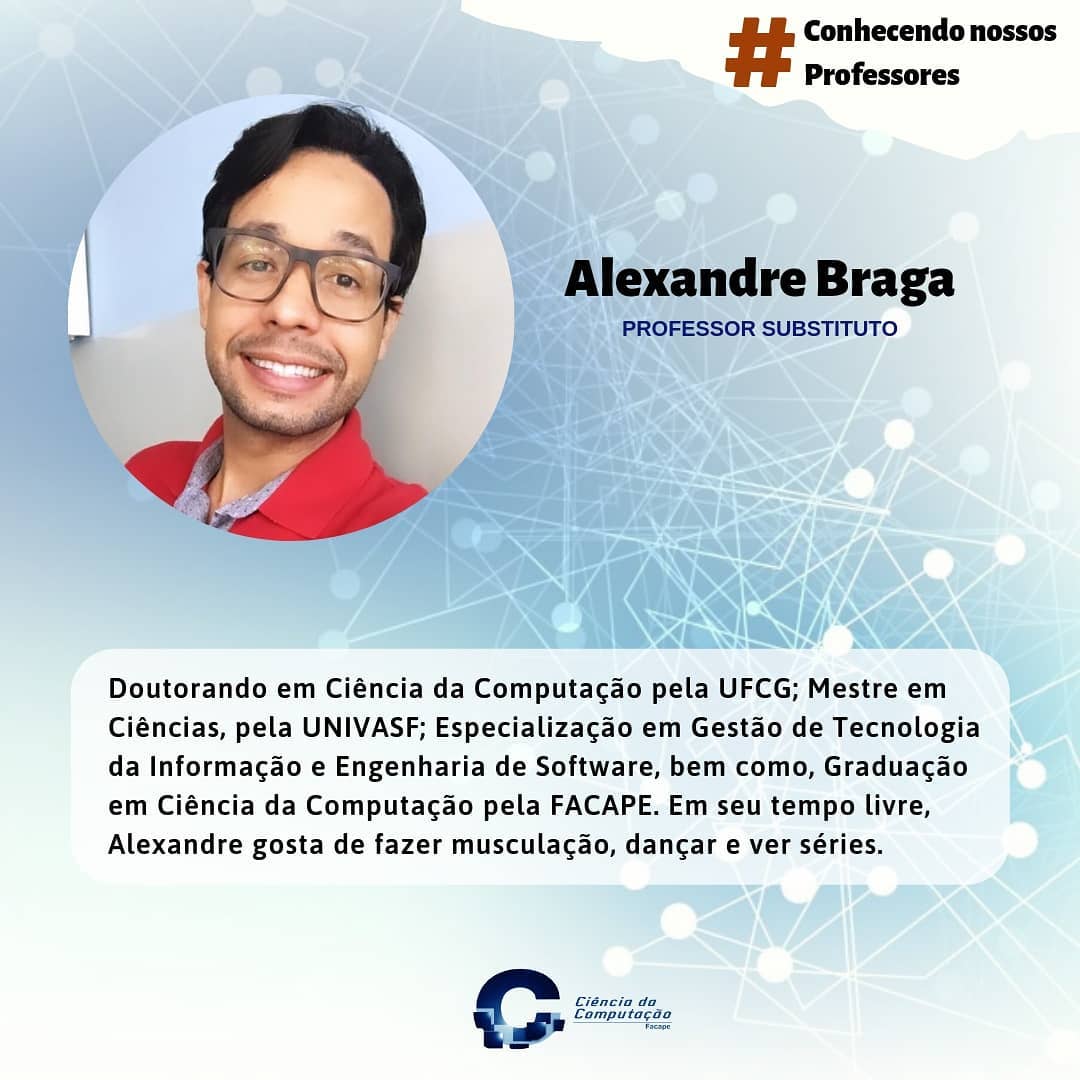 # Conhecendo nossos
Professores
Alexandre Braga
PROFESSOR SUBSTITUTO
Doutorando em Ciência da Computação pela UFCG; Mestre em
Ciências, pela UNIVASF; Especialização em Gestão de Tecnologia
da Informação e Engenharia de Software, bem como, Graduação
em Ciência da Computação pela FACAPE. Em seu tempo livre,
Alexandre gosta de fazer musculação, dançar e ver séries.
Ciência da
Computação
Facape